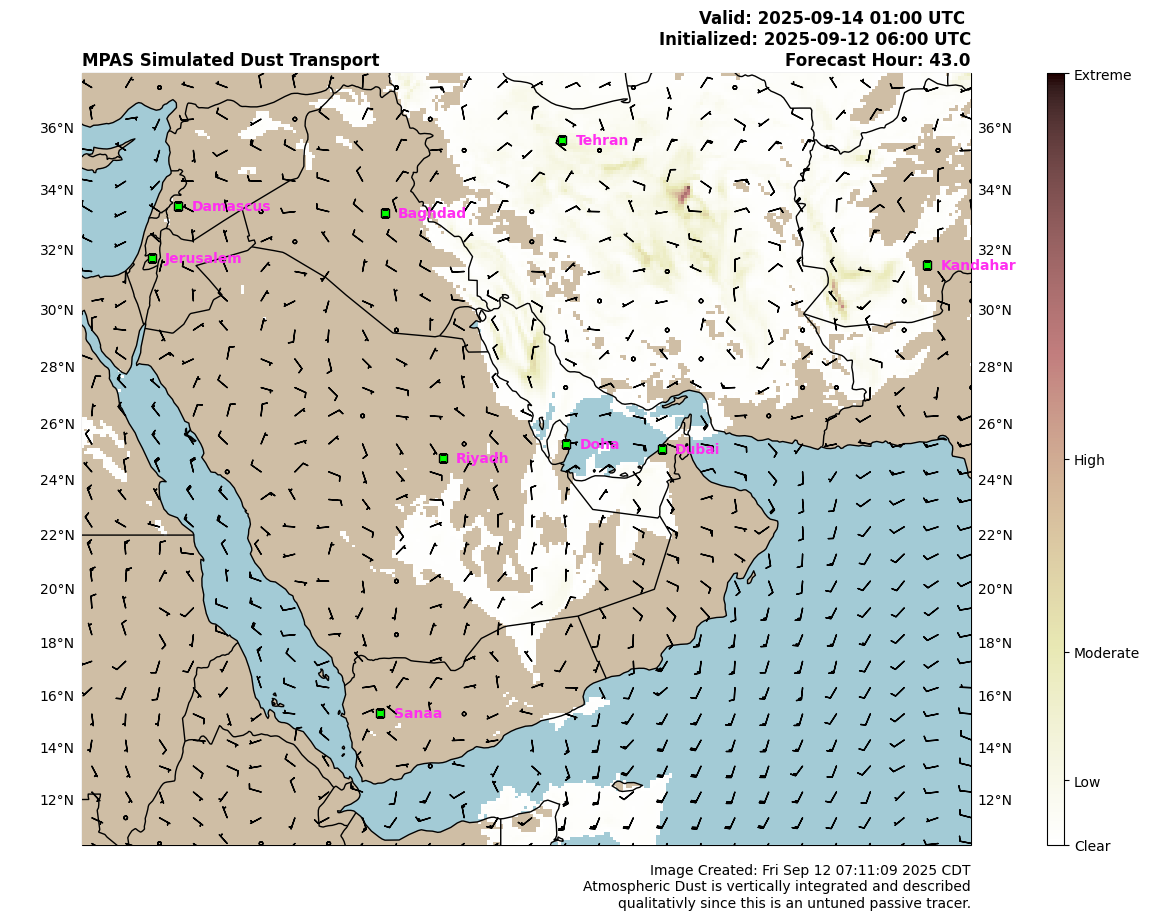 Valid: 2025-09-14 01:00 UTC
Initialized: 2025-09-12 06:00 UTC
MPAS Simulated Dust Transport Forecast Hour: 43.0
Extreme
36°N 36°N
Tehran
34°N 34°N
Damascus
Baghdad
32°N 32°N
Jerusalem
Kandahar
30°N 30°N
28°N 28°N
26°N 26°N
Doha
Dubai
Riyadh
High
24°N 24°N
22°N 22°N
20°N 20°N
18°N 18°N
Moderate
16°N 16°N
Sanaa
14°N 14°N
Low
12°N 12°N
Clear
Image Created: Fri Sep 12 07:11:09 2025 CDT
Atmospheric Dust is vertically integrated and described
qualitativly since this is an untuned passive tracer.